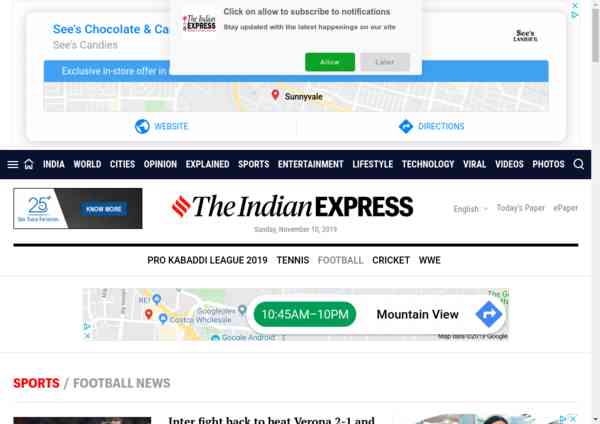 Click on allow to subscribe to notifications
Stay updated with the latest happenings on our site
The Indian
EXPRESS
Allow
Later
See's Chocolate & Ca
See's Candies
See's
CANDIES
Exclusive in-store offer in
Sunnyvale
WEBSITE
DIRECTIONS
INDIA WORLD CITIES OPINION EXPLAINED SPORTS ENTERTAINMENT LIFESTYLE TECHNOLOGY VIRAL VIDEOS PHOTOS
25
KNOW MORE
The Indian EXPRESS
English
Today's Paper
ePaper
Sunday, November 10, 2019
PRO KABADDI LEAGUE 2019 TENNIS FOOTBALL CRICKET WWE
REI
Costco Wholesale
Google Android
10:45AM–10PM
Mountain View
Map data ©2019 Google
SPORTS / FOOTBALL NEWS
Inter fight back to beat Verona 2-1 and